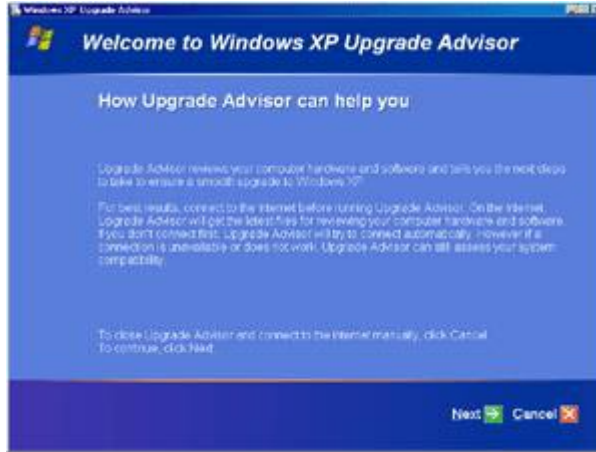 Windows XP Upgrade Advisor
Welcome to Windows XP Upgrade Advisor
How Upgrade Advisor can help you
Upgrade Advisor reviews your computer hardware and software and tells you the next steps
to take to ensure a smooth upgrade to Windows XP.
For best results, connect to the Internet before running Upgrade Advisor. On the Internet,
Upgrade Advisor will get the latest files for reviewing your computer hardware and software.
If you don't connect first, Upgrade Advisor will try to connect automatically. However if a
connection is unavailable or does not work, Upgrade Advisor can still assess your system
compatibility.
To close Upgrade Advisor and connect to the Internet manually, click Cancel.
To continue, click Next.
Next Cancel